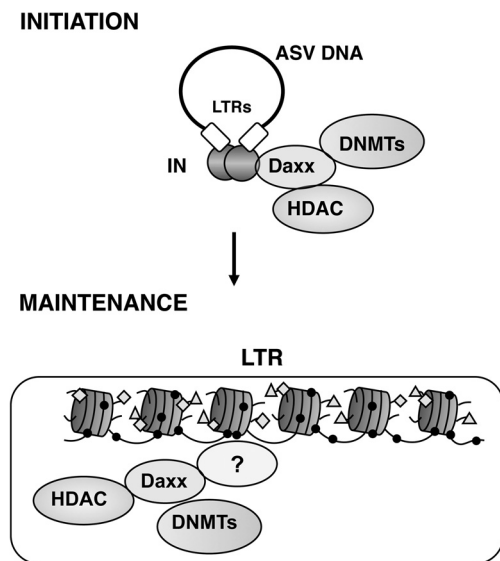 INITIATION
ASV DNA
LTRs
DNMTs
IN
Daxx
HDAC
MAINTENANCE
LTR
?
Daxx
HDAC
DNMTs